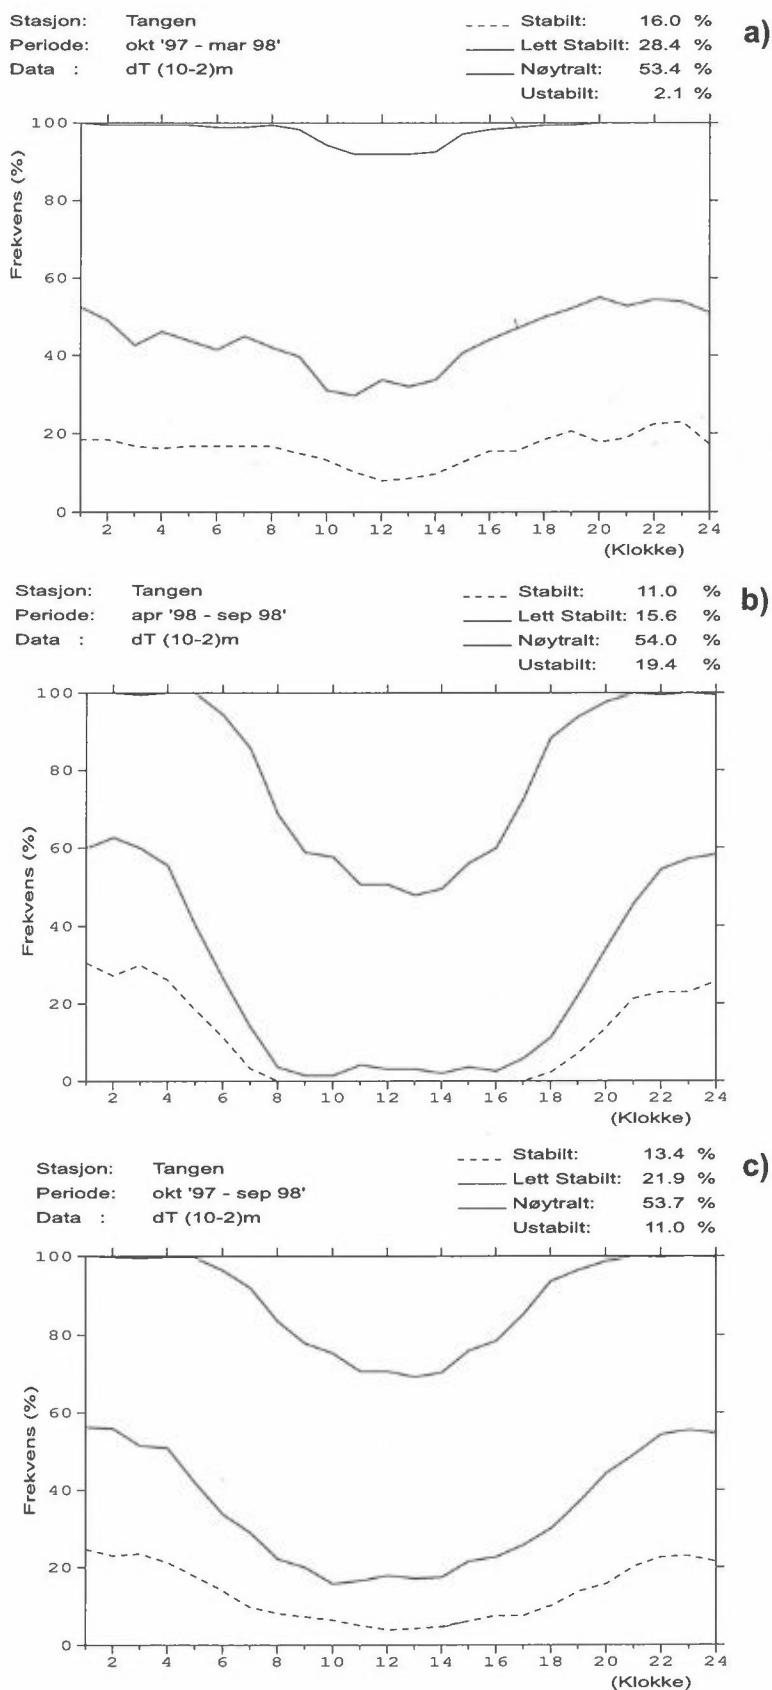 Stasjon: Tangen
Periode: okt '97 - mar 98'
Data : dT (10-2)m
Stabilt: 16.0 %
Lett Stabilt: 28.4 %
Nøytralt: 53.4 %
Ustabilt: 2.1 %
a)
100
80
60
40
20
0
Frekvens (%)
2 4 6 8 10 12 14 16 18 20 22 24
(Klokke)
Stasjon: Tangen
Periode: apr '98 - sep 98'
Data : dT (10-2)m
Stabilt: 11.0 %
Lett Stabilt: 15.6 %
Nøytralt: 54.0 %
Ustabilt: 19.4 %
b)
100
80
60
40
20
0
Frekvens (%)
2 4 6 8 10 12 14 16 18 20 22 24
(Klokke)
Stasjon: Tangen
Periode: okt '97 - sep 98'
Data : dT (10-2)m
Stabilt: 13.4 %
Lett Stabilt: 21.9 %
Nøytralt: 53.7 %
Ustabilt: 11.0 %
c)
100
80
60
40
20
0
Frekvens (%)
2 4 6 8 10 12 14 16 18 20 22 24
(Klokke)